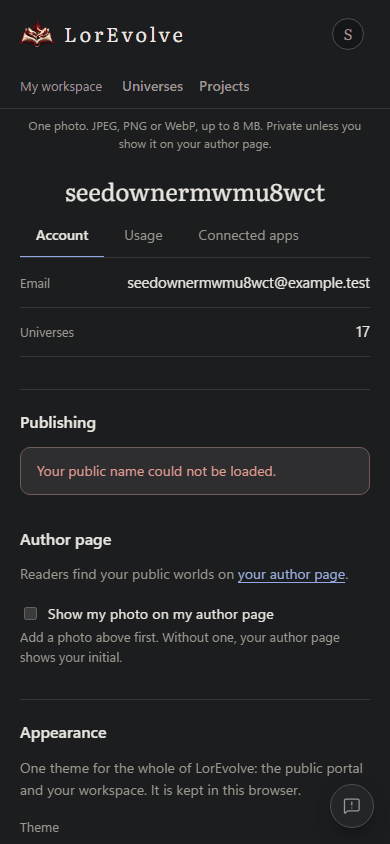 LorEvolve
S
My workspace Universes Projects
One photo. JPEG, PNG or WebP, up to 8 MB. Private unless you
show it on your author page.
seedownermwmu8wct
Account Usage Connected apps
Email seedownermwmu8wct@example.test
Universes 17
Publishing
Your public name could not be loaded.
Author page
Readers find your public worlds on your author page.
Show my photo on my author page
Add a photo above first. Without one, your author page
shows your initial.
Appearance
One theme for the whole of LorEvolve: the public portal
and your workspace. It is kept in this browser.
Theme